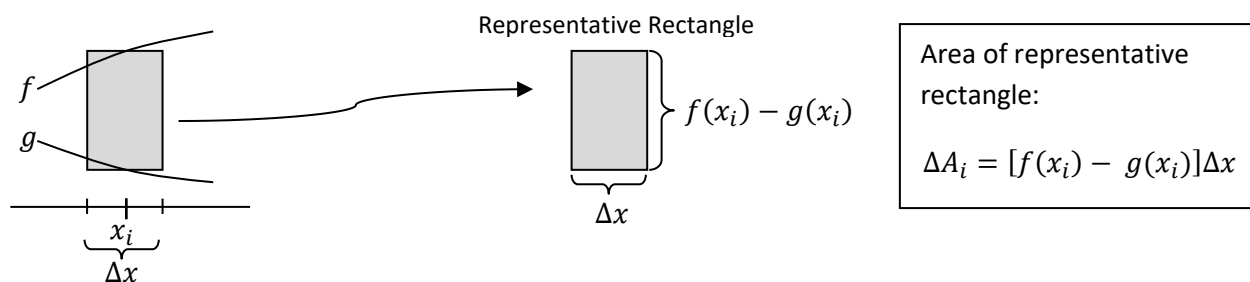 f
g
x_i
Δx
Representative Rectangle
f(x_i) − g(x_i)
Δx
Area of representative
rectangle:
ΔA_i = [f(x_i) − g(x_i)]Δx